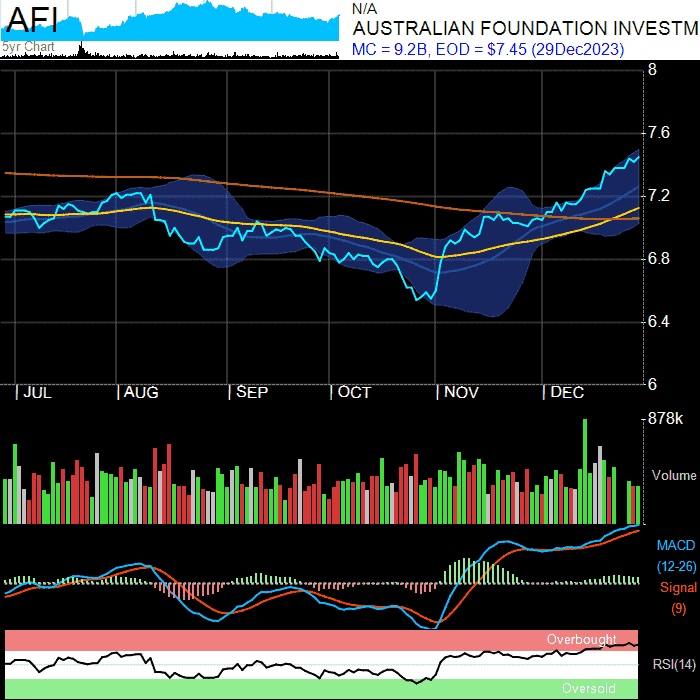 AFI
5yr Chart
N/A
AUSTRALIAN FOUNDATION INVESTM
MC = 9.2B, EOD = $7.45 (29Dec2023)
8
7.6
7.2
6.8
6.4
6
JUL AUG SEP OCT NOV DEC
878k
Volume
MACD
(12-26)
Signal
(9)
Overbought
RSI(14)
Oversold